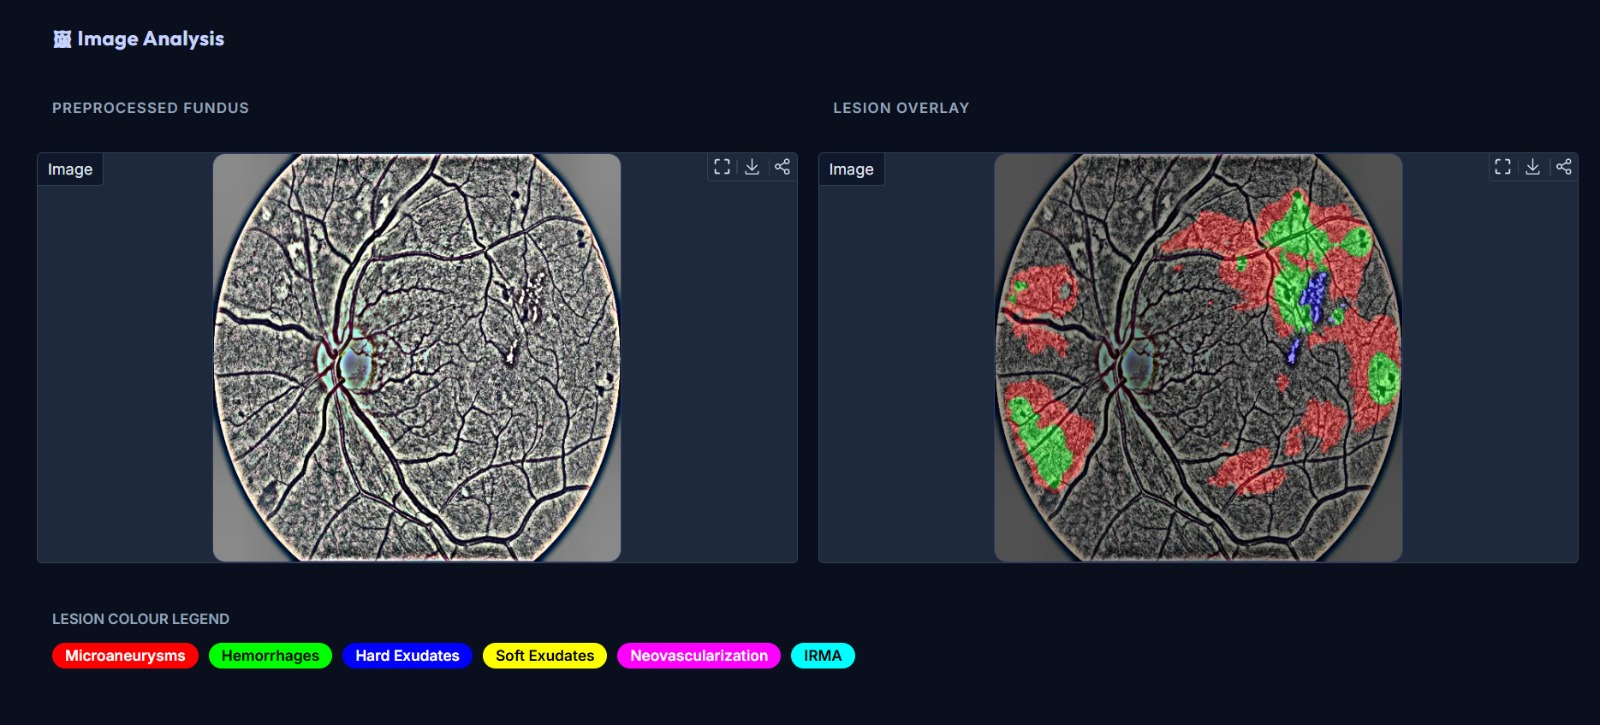 Image Analysis
PREPROCESSED FUNDUS
LESION OVERLAY
Image
Image
LESION COLOUR LEGEND
Microaneurysms Hemorrhages Hard Exudates Soft Exudates Neovascularization IRMA